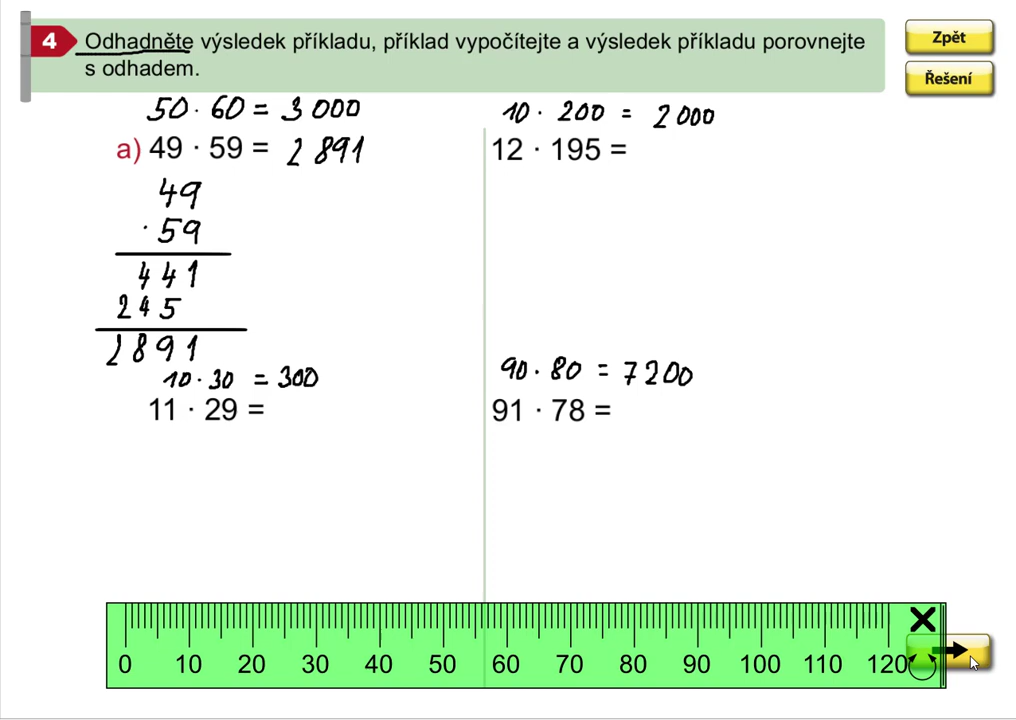 4 Odhadněte výsledek příkladu, příklad vypočítejte a výsledek příkladu porovnejte
s odhadem.
Zpět
Řešení
50 · 60 = 3 000
a) 49 · 59 = 2 891
49
· 59
441
245
2891
10 · 200 = 2 000
12 · 195 =
10 · 30 = 300
11 · 29 =
90 · 80 = 7200
91 · 78 =
0 10 20 30 40 50 60 70 80 90 100 110 120